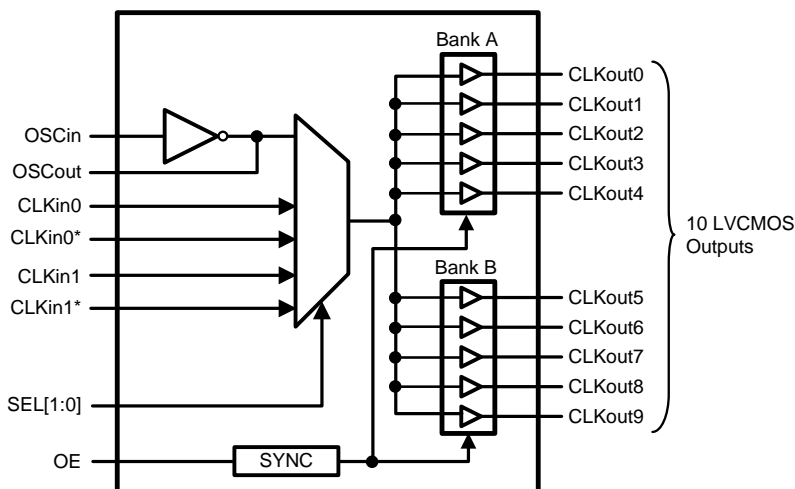 Bank A
CLKout0
CLKout1
CLKout2
CLKout3
CLKout4
OSCin
OSCout
CLKin0
CLKin0*
CLKin1
CLKin1*
SEL[1:0]
OE
SYNC
Bank B
CLKout5
CLKout6
CLKout7
CLKout8
CLKout9
10 LVCMOS
Outputs